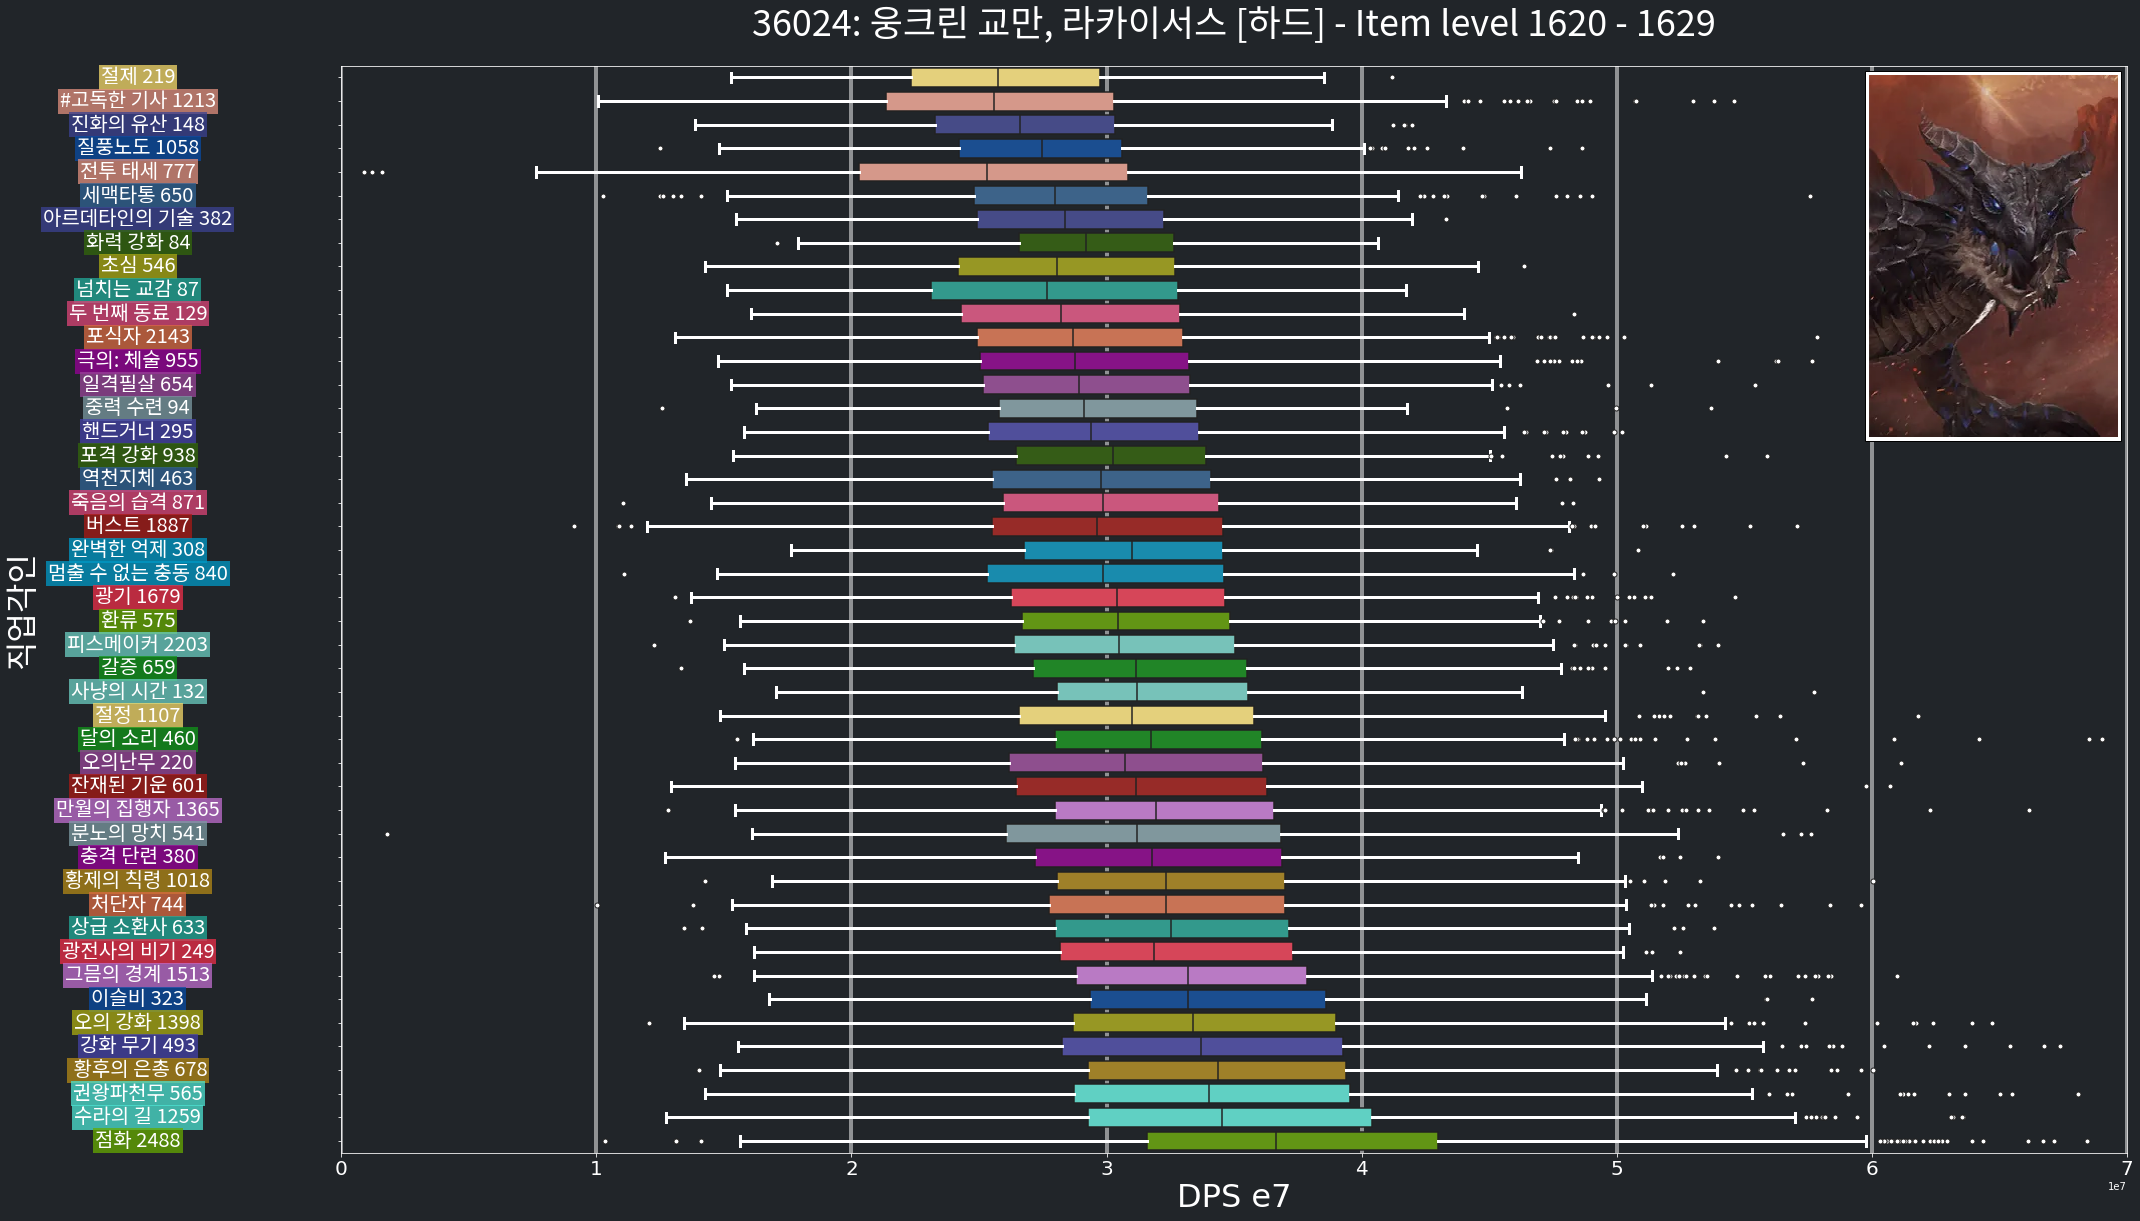 36024: 웅크린 교만, 라카이서스 [하드] - Item level 1620 - 1629
절제 219
#고독한 기사 1213
진화의 유산 148
질풍노도 1058
전투 태세 777
세맥타통 650
아르데타인의 기술 382
화력 강화 84
초심 546
넘치는 교감 87
두 번째 동료 129
포식자 2143
극의: 체술 955
일격필살 654
중력 수련 94
핸드거너 295
포격 강화 938
역천지체 463
죽음의 습격 871
버스트 1887
완벽한 억제 308
멈출 수 없는 충동 840
광기 1679
환류 575
피스메이커 2203
갈증 659
사냥의 시간 132
절정 1107
달의 소리 460
오의난무 220
잔재된 기운 601
만월의 집행자 1365
분노의 망치 541
충격 단련 380
황제의 칙령 1018
처단자 744
상급 소환사 633
광전사의 비기 249
그믐의 경계 1513
이슬비 323
오의 강화 1398
강화 무기 493
황후의 은총 678
권왕파천무 565
수라의 길 1259
점화 2488
직업각인
0 1 2 3 4 5 6 7
DPS e7
1e7